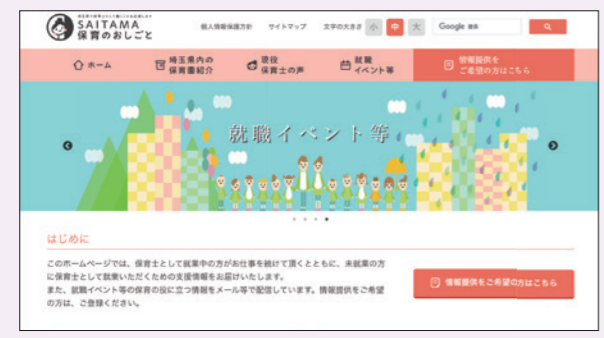 SAITAMA
保育のおしごと
個人情報保護方針 サイトマップ 文字の大きさ 小 中 大 Google 検索
ホーム
埼玉県内の
保育園紹介
現役
保育士の声
就職
イベント等
情報提供を
ご希望の方はこちら
就職イベント等
はじめに
このホームページでは、保育士として就業中の方がお仕事を続けて頂くとともに、未就業の方
に保育士として就業いただくための支援情報をお届けいたします。
また、就職イベント等の保育の役に立つ情報をメール等で配信しています。情報提供をご希望
の方は、ご登録ください。
情報提供をご希望の方はこちら